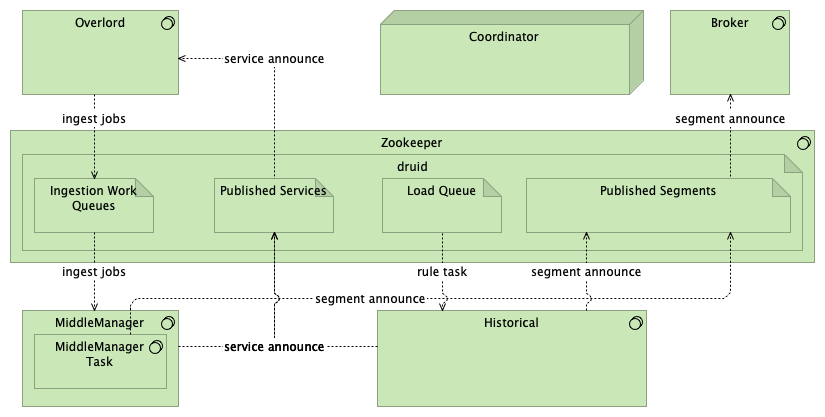 Overlord
Coordinator
Broker
service announce
ingest jobs
segment announce
Zookeeper
druid
Ingestion Work
Queues
Published Services
Load Queue
Published Segments
ingest jobs
rule task
segment announce
segment announce
MiddleManager
Historical
MiddleManager
Task
service announce